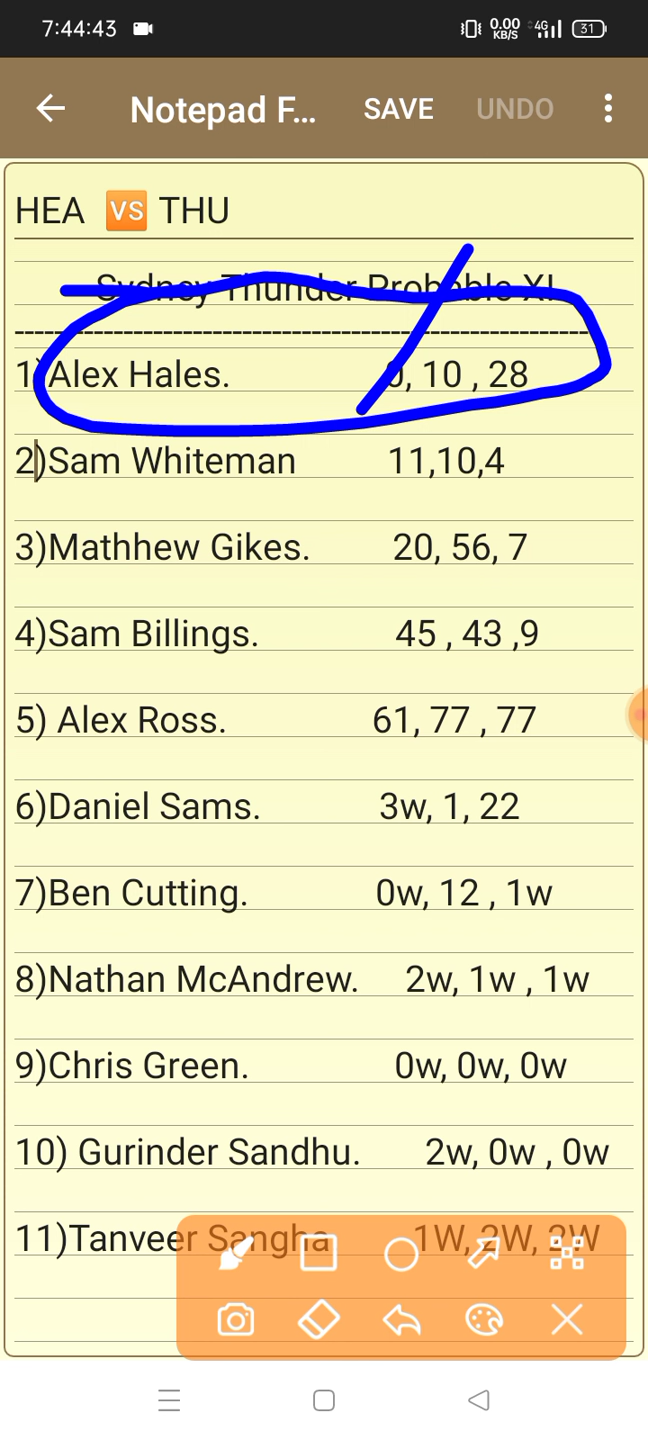 7:44:43 0.00 KB/S 4G 31
Notepad F... SAVE UNDO
HEA 🆚 THU
Sydney Thunder Probable XI
------------------------------------------------------------
1)Alex Hales. 0, 10 , 28
2)Sam Whiteman 11,10,4
3)Mathhew Gikes. 20, 56, 7
4)Sam Billings. 45 , 43 ,9
5) Alex Ross. 61, 77 , 77
6)Daniel Sams. 3w, 1, 22
7)Ben Cutting. 0w, 12 , 1w
8)Nathan McAndrew. 2w, 1w , 1w
9)Chris Green. 0w, 0w, 0w
10) Gurinder Sandhu. 2w, 0w , 0w
11)Tanveer Sangha 1W, 2W, 2W